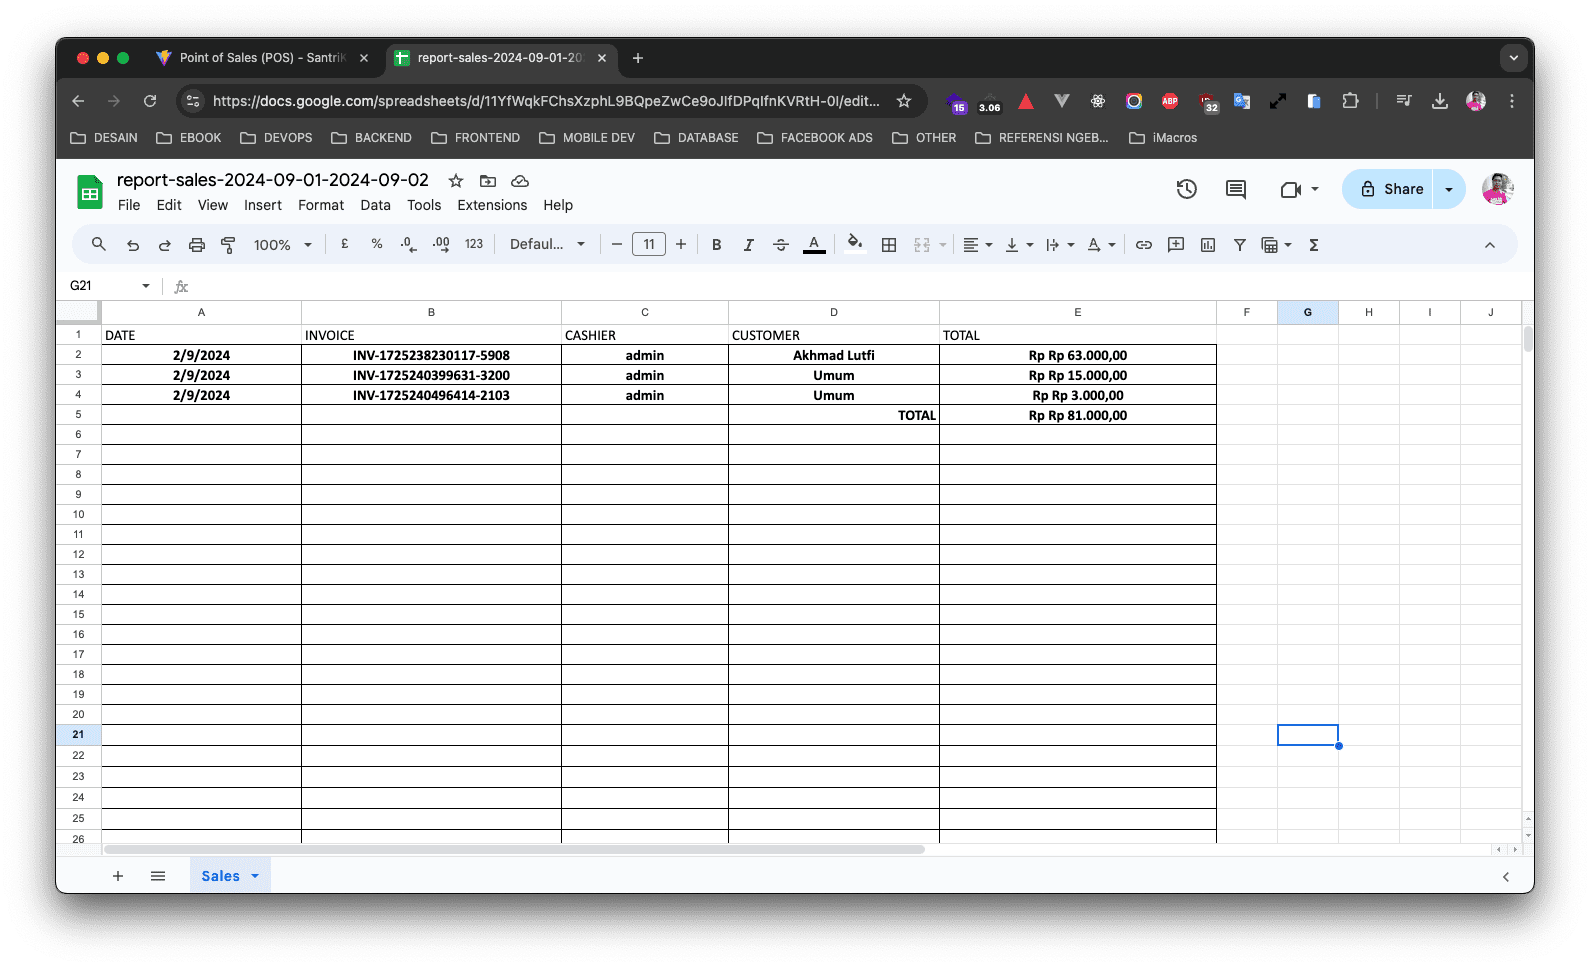 Point of Sales (POS) - SantriK
report-sales-2024-09-01-20
https://docs.google.com/spreadsheets/d/11YfWqkFChsXzphL9BQpeZwCe9oJIfDPqIfnKVRtH-0I/edit...
15
3.06
ABP
32
DESAIN
EBOOK
DEVOPS
BACKEND
FRONTEND
MOBILE DEV
DATABASE
FACEBOOK ADS
OTHER
REFERENSI NGEB...
iMacros
report-sales-2024-09-01-2024-09-02
File Edit View Insert Format Data Tools Extensions Help
Share
100%
£ % .0 .00 123
Defaul...
11
B I A
Σ
G21
fx
A B C D E F G H I J
1 DATE INVOICE CASHIER CUSTOMER TOTAL
2 2/9/2024 INV-1725238230117-5908 admin Akhmad Lutfi Rp Rp 63.000,00
3 2/9/2024 INV-1725240399631-3200 admin Umum Rp Rp 15.000,00
4 2/9/2024 INV-1725240496414-2103 admin Umum Rp Rp 3.000,00
5 TOTAL Rp Rp 81.000,00
6
7
8
9
10
11
12
13
14
15
16
17
18
19
20
21
22
23
24
25
26
Sales